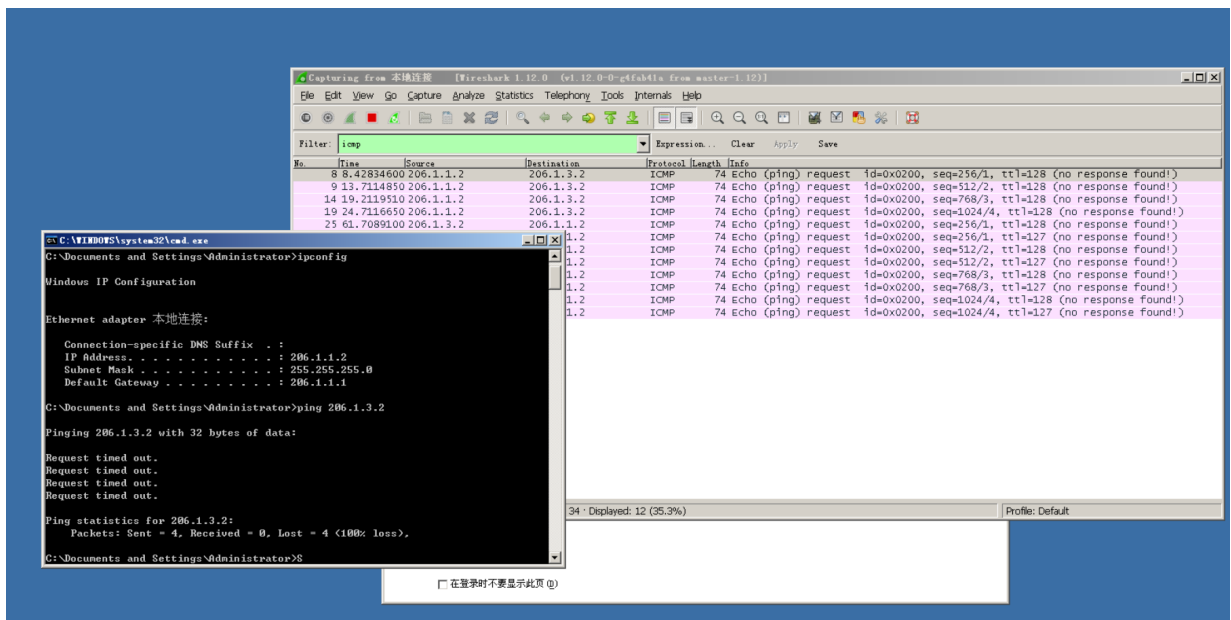 Capturing from 本地连接 [Wireshark 1.12.0 (v1.12.0-0-g4fab41a from master-1.12)]
File Edit View Go Capture Analyze Statistics Telephony Tools Internals Help
Filter: icmp Expression... Clear Apply Save
No. Time Source Destination Protocol Length Info
8 8.42834600 206.1.1.2 206.1.3.2 ICMP 74 Echo (ping) request id=0x0200, seq=256/1, ttl=128 (no response found!)
9 13.7114850 206.1.1.2 206.1.3.2 ICMP 74 Echo (ping) request id=0x0200, seq=512/2, ttl=128 (no response found!)
14 19.2119510 206.1.1.2 206.1.3.2 ICMP 74 Echo (ping) request id=0x0200, seq=768/3, ttl=128 (no response found!)
19 24.7116650 206.1.1.2 206.1.3.2 ICMP 74 Echo (ping) request id=0x0200, seq=1024/4, ttl=128 (no response found!)
25 61.7089100 206.1.3.2 206.1.1.2 ICMP 74 Echo (ping) request id=0x0200, seq=256/1, ttl=128 (no response found!)
1.2 ICMP 74 Echo (ping) request id=0x0200, seq=256/1, ttl=127 (no response found!)
1.2 ICMP 74 Echo (ping) request id=0x0200, seq=512/2, ttl=128 (no response found!)
1.2 ICMP 74 Echo (ping) request id=0x0200, seq=512/2, ttl=127 (no response found!)
1.2 ICMP 74 Echo (ping) request id=0x0200, seq=768/3, ttl=128 (no response found!)
1.2 ICMP 74 Echo (ping) request id=0x0200, seq=768/3, ttl=127 (no response found!)
1.2 ICMP 74 Echo (ping) request id=0x0200, seq=1024/4, ttl=128 (no response found!)
1.2 ICMP 74 Echo (ping) request id=0x0200, seq=1024/4, ttl=127 (no response found!)
34 · Displayed: 12 (35.3%) Profile: Default
C:\WINDOWS\system32\cmd.exe
C:\Documents and Settings\Administrator>ipconfig
Windows IP Configuration
Ethernet adapter 本地连接:
Connection-specific DNS Suffix . :
IP Address. . . . . . . . . . . . : 206.1.1.2
Subnet Mask . . . . . . . . . . . : 255.255.255.0
Default Gateway . . . . . . . . . : 206.1.1.1
C:\Documents and Settings\Administrator>ping 206.1.3.2
Pinging 206.1.3.2 with 32 bytes of data:
Request timed out.
Request timed out.
Request timed out.
Request timed out.
Ping statistics for 206.1.3.2:
Packets: Sent = 4, Received = 0, Lost = 4 (100% loss),
C:\Documents and Settings\Administrator>S
在登录时不要显示此页(D)